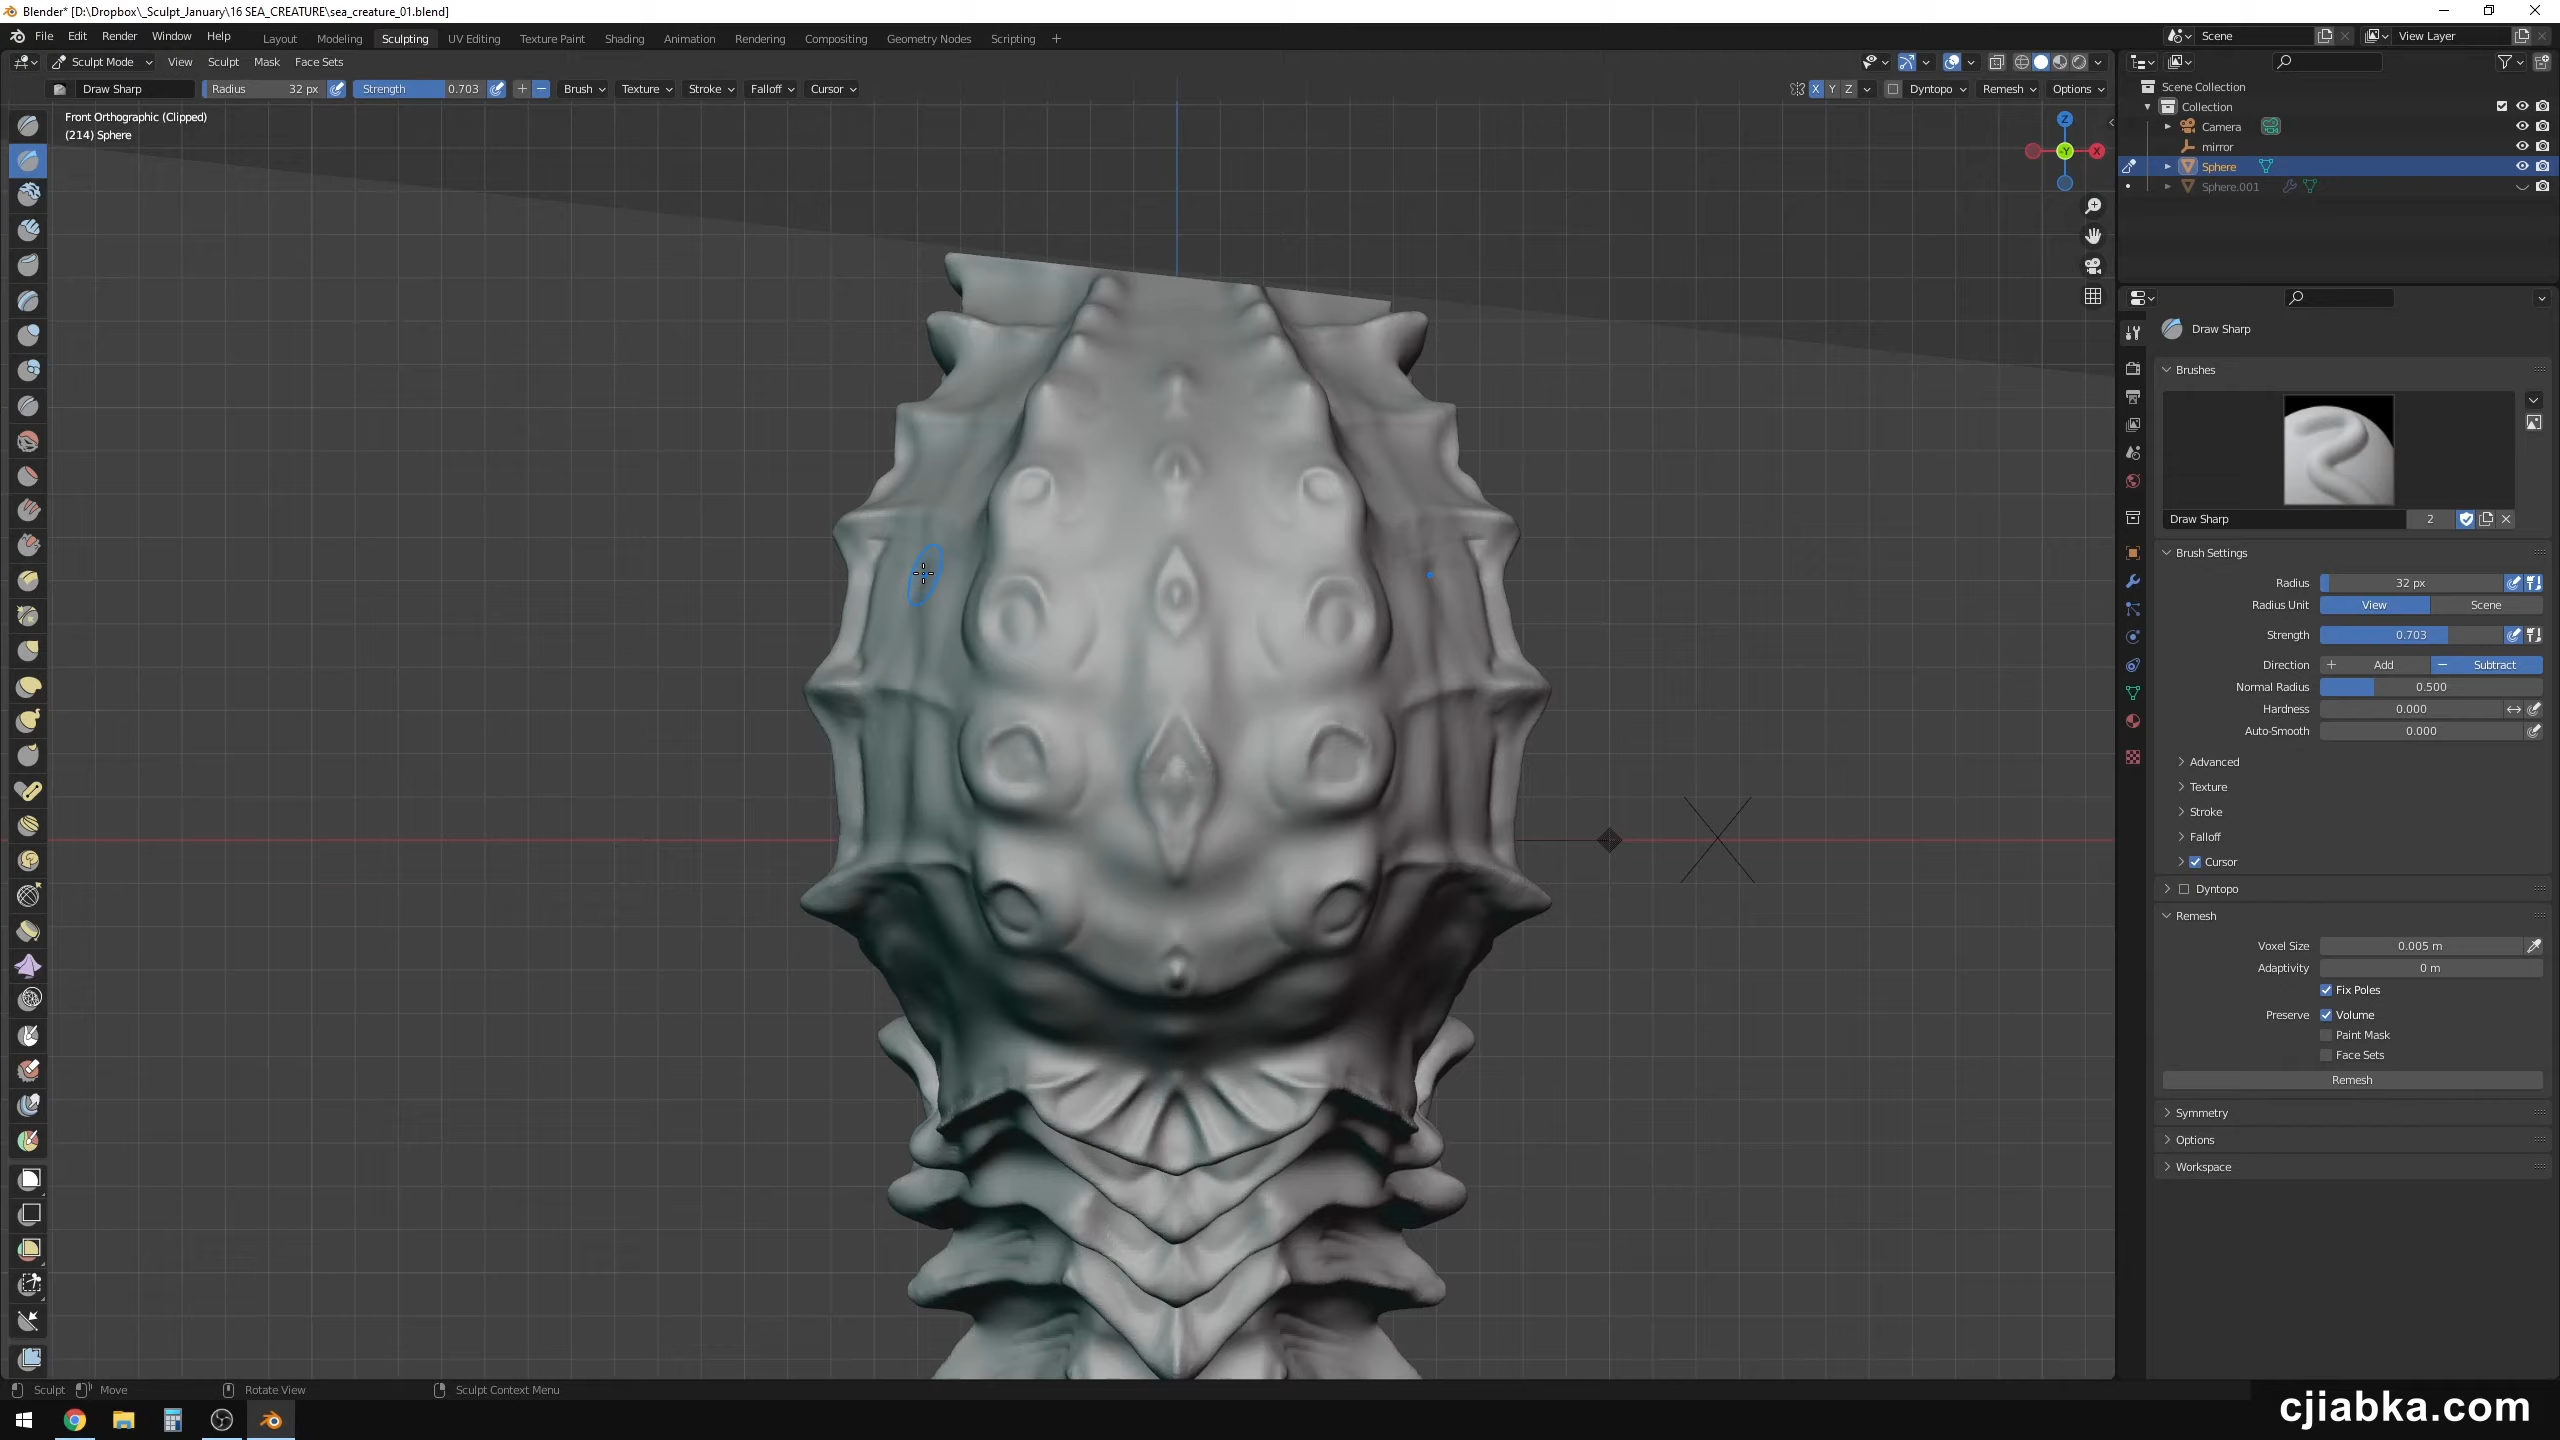 Blender* [D:\Dropbox\_Sculpt_January\16 SEA_CREATURE\sea_creature_01.blend]
File Edit Render Window Help
Layout Modeling Sculpting UV Editing Texture Paint Shading Animation Rendering Compositing Geometry Nodes Scripting +
Scene
View Layer
Sculpt Mode View Sculpt Mask Face Sets
Draw Sharp Radius 32 px Strength 0.703 Brush Texture Stroke Falloff Cursor
X Y Z Dyntopo Remesh Options
Front Orthographic (Clipped)
(214) Sphere
Z
-Y
X
Scene Collection
Collection
Camera
mirror
Sphere
Sphere.001
Draw Sharp
Brushes
Draw Sharp 2
Brush Settings
Radius 32 px
Radius Unit View Scene
Strength 0.703
Direction + Add − Subtract
Normal Radius 0.500
Hardness 0.000
Auto-Smooth 0.000
Advanced
Texture
Stroke
Falloff
Cursor
Dyntopo
Remesh
Voxel Size 0.005 m
Adaptivity 0 m
Fix Poles
Preserve Volume
Paint Mask
Face Sets
Remesh
Symmetry
Options
Workspace
Sculpt Move Rotate View Sculpt Context Menu
cjiabka.com